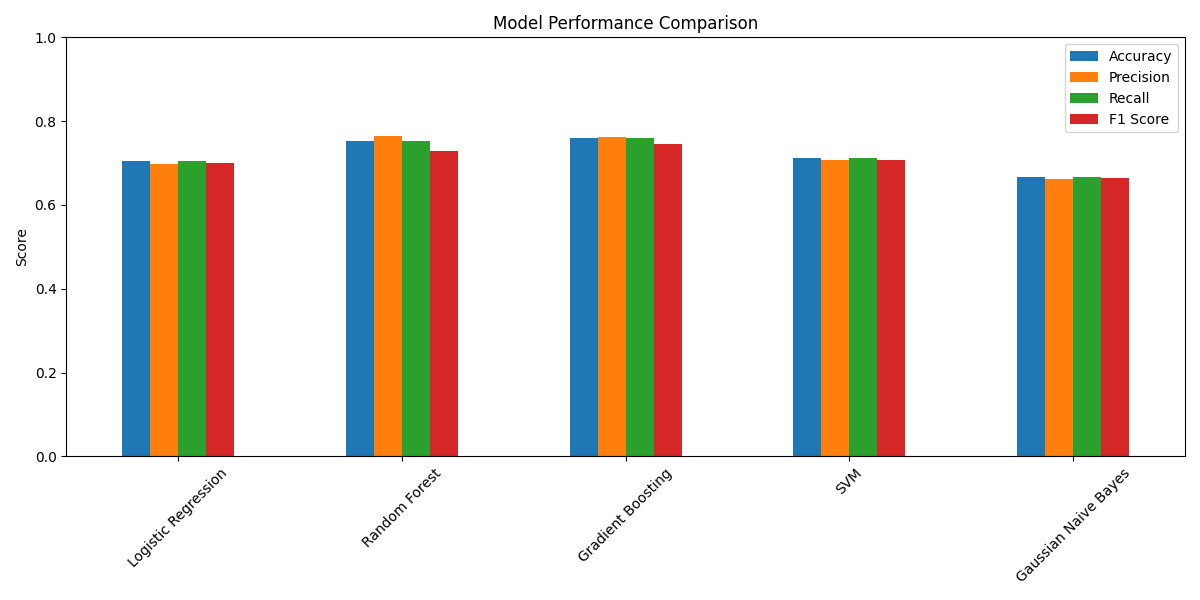 Model Performance Comparison
1.0
0.8
0.6
0.4
0.2
0.0
Score
Accuracy
Precision
Recall
F1 Score
Logistic Regression
Random Forest
Gradient Boosting
SVM
Gaussian Naive Bayes